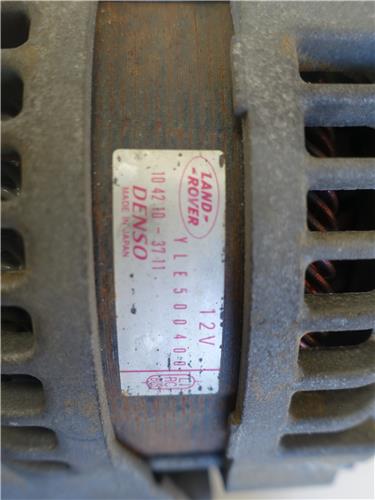 LAND-
-ROVER
YLE500400
12V
104210-3711
DENSO
MADE IN JAPAN